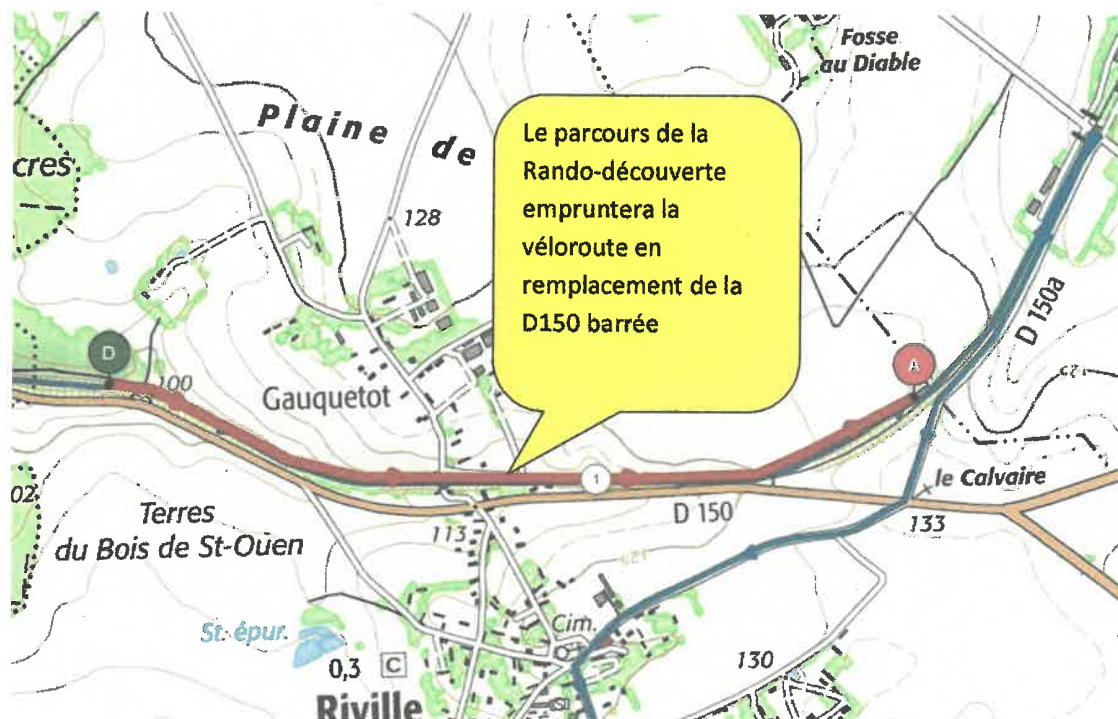 Fosse
au Diable
Plaine de
cres
Le parcours de la
Rando-découverte
empruntera la
véloroute en
remplacement de la
D150 barrée
128
D 150a
125
D
100
A
Gauquetot
1
le Calvaire
02
Terres
du Bois de St-Ouen
113
D 150
133
125
St. épur.
Cim.
0,3 C
130
Riville